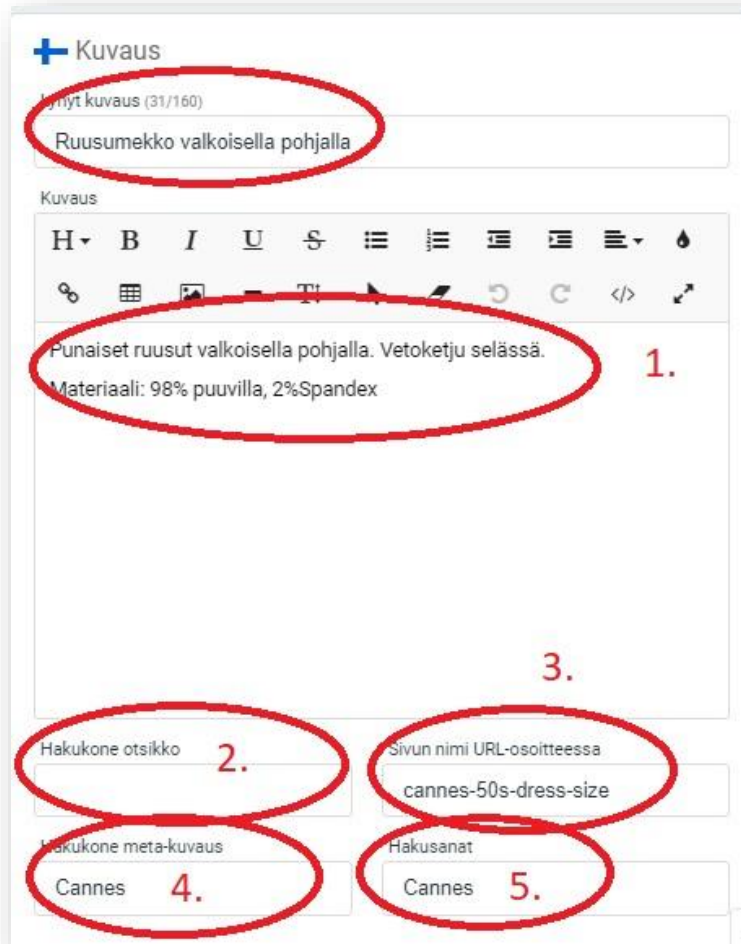 Kuvaus
Lyhyt kuvaus (31/160)
Ruusumekko valkoisella pohjalla
Kuvaus
H B I U S
T </>
Punaiset ruusut valkoisella pohjalla. Vetoketju selässä.
1.
Materiaali: 98% puuvilla, 2%Spandex
3.
Hakukone otsikko
2.
Sivun nimi URL-osoitteessa
cannes-50s-dress-size
Hakukone meta-kuvaus
Hakusanat
Cannes
4.
Cannes
5.